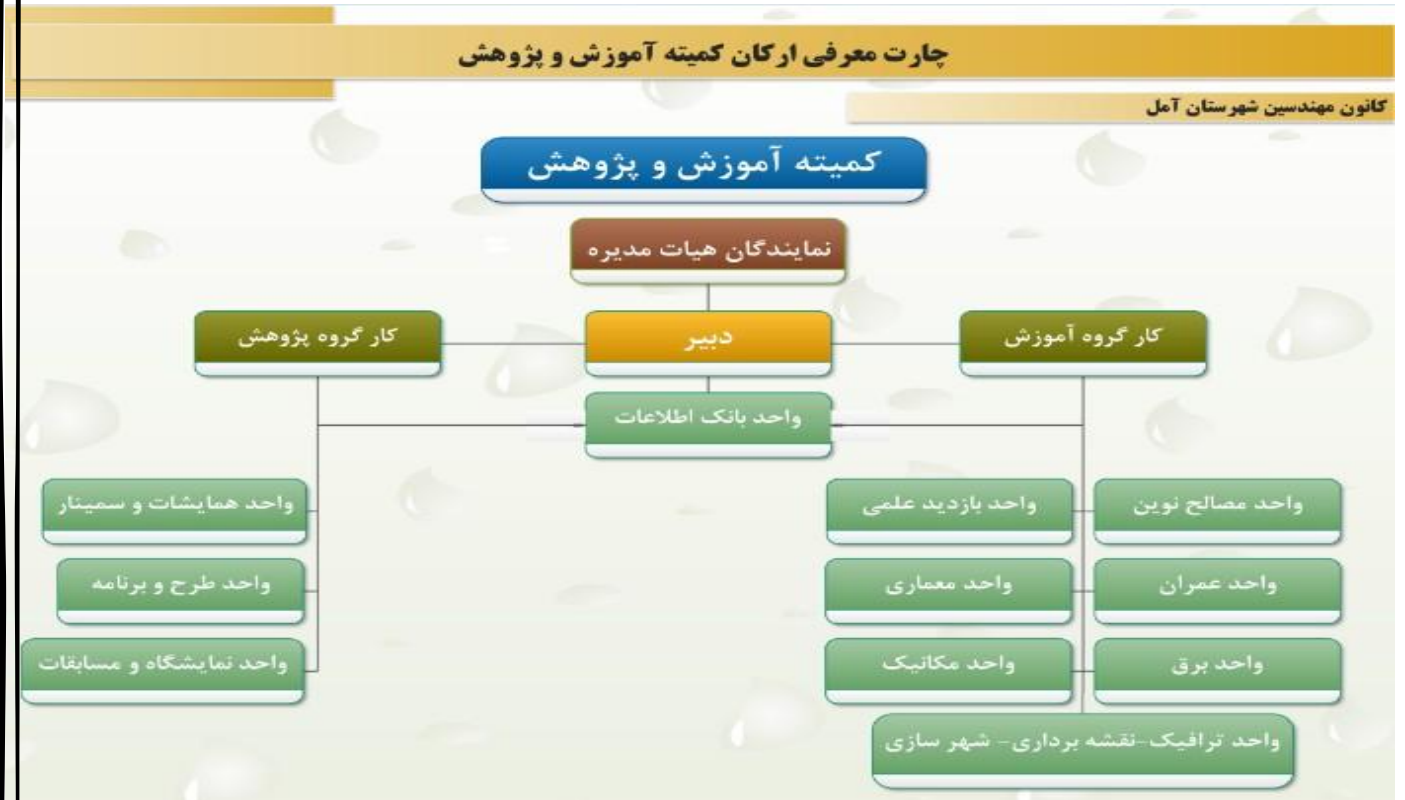 چارت معرفی ارکان کمیته آموزش و پژوهش
کانون مهندسین شهرستان آمل
کمیته آموزش و پژوهش
نمایندگان هیات مدیره
کار گروه آموزش
دبیر
کار گروه پژوهش
واحد بانک اطلاعات
واحد مصالح نوین
واحد بازدید علمی
واحد همایشات و سمینار
واحد عمران
واحد معماری
واحد طرح و برنامه
واحد برق
واحد مکانیک
واحد نمایشگاه و مسابقات
واحد ترافیک-نقشه برداری- شهر سازی